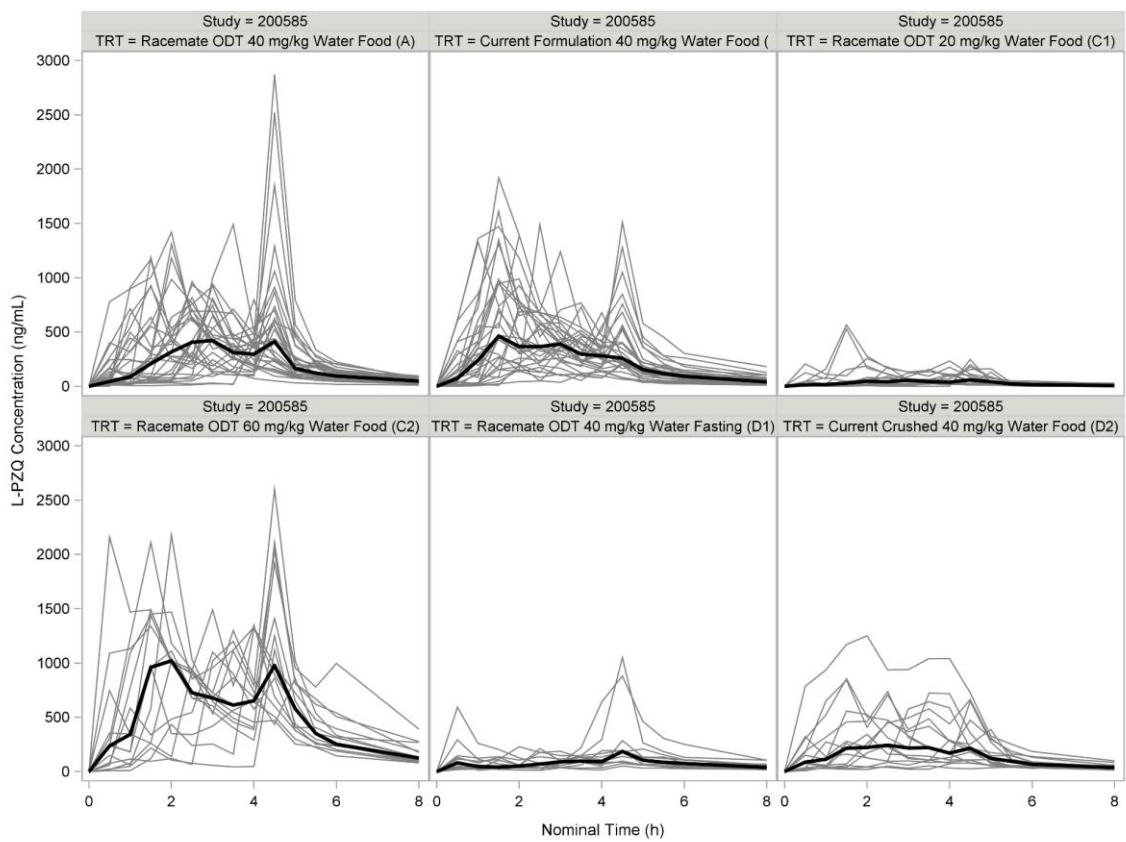 Study = 200585
TRT = Racemate ODT 40 mg/kg Water Food (A)
Study = 200585
TRT = Current Formulation 40 mg/kg Water Food (
Study = 200585
TRT = Racemate ODT 20 mg/kg Water Food (C1)
3000
2500
2000
1500
1000
500
0
L-PZQ Concentration (ng/mL)
Study = 200585
TRT = Racemate ODT 60 mg/kg Water Food (C2)
Study = 200585
TRT = Racemate ODT 40 mg/kg Water Fasting (D1)
Study = 200585
TRT = Current Crushed 40 mg/kg Water Food (D2)
3000
2500
2000
1500
1000
500
0
0 2 4 6 8
0 2 4 6 8
0 2 4 6 8
Nominal Time (h)